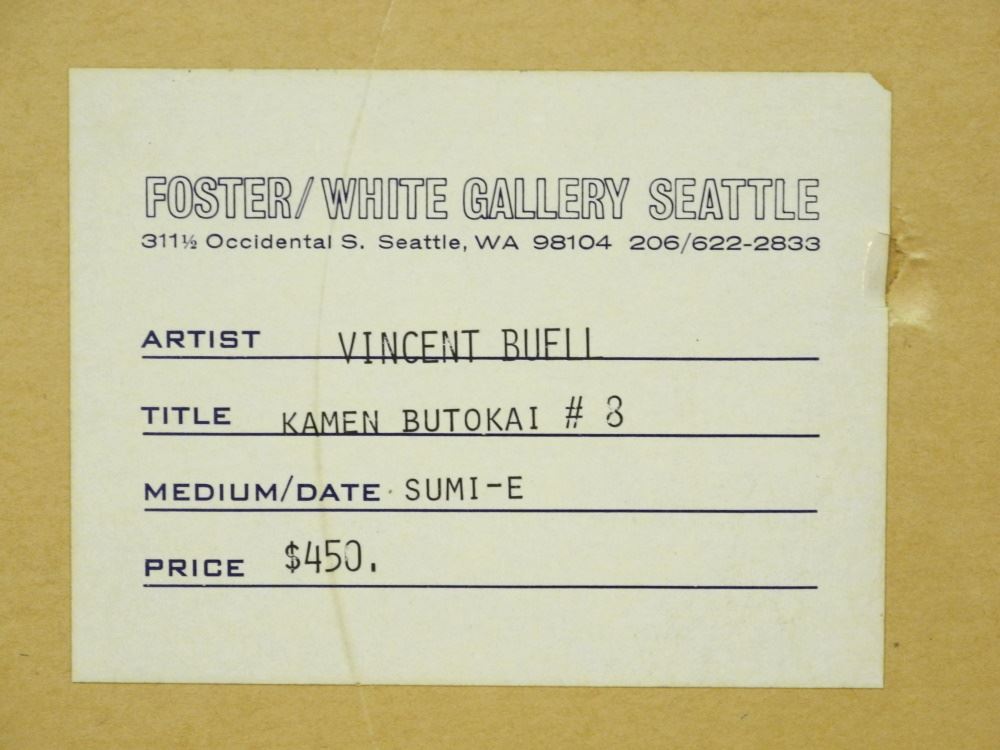 FOSTER/WHITE GALLERY SEATTLE
311½ Occidental S. Seattle, WA 98104 206/622-2833
ARTIST VINCENT BUELL
TITLE KAMEN BUTOKAI # 8
MEDIUM/DATE SUMI-E
PRICE $450.